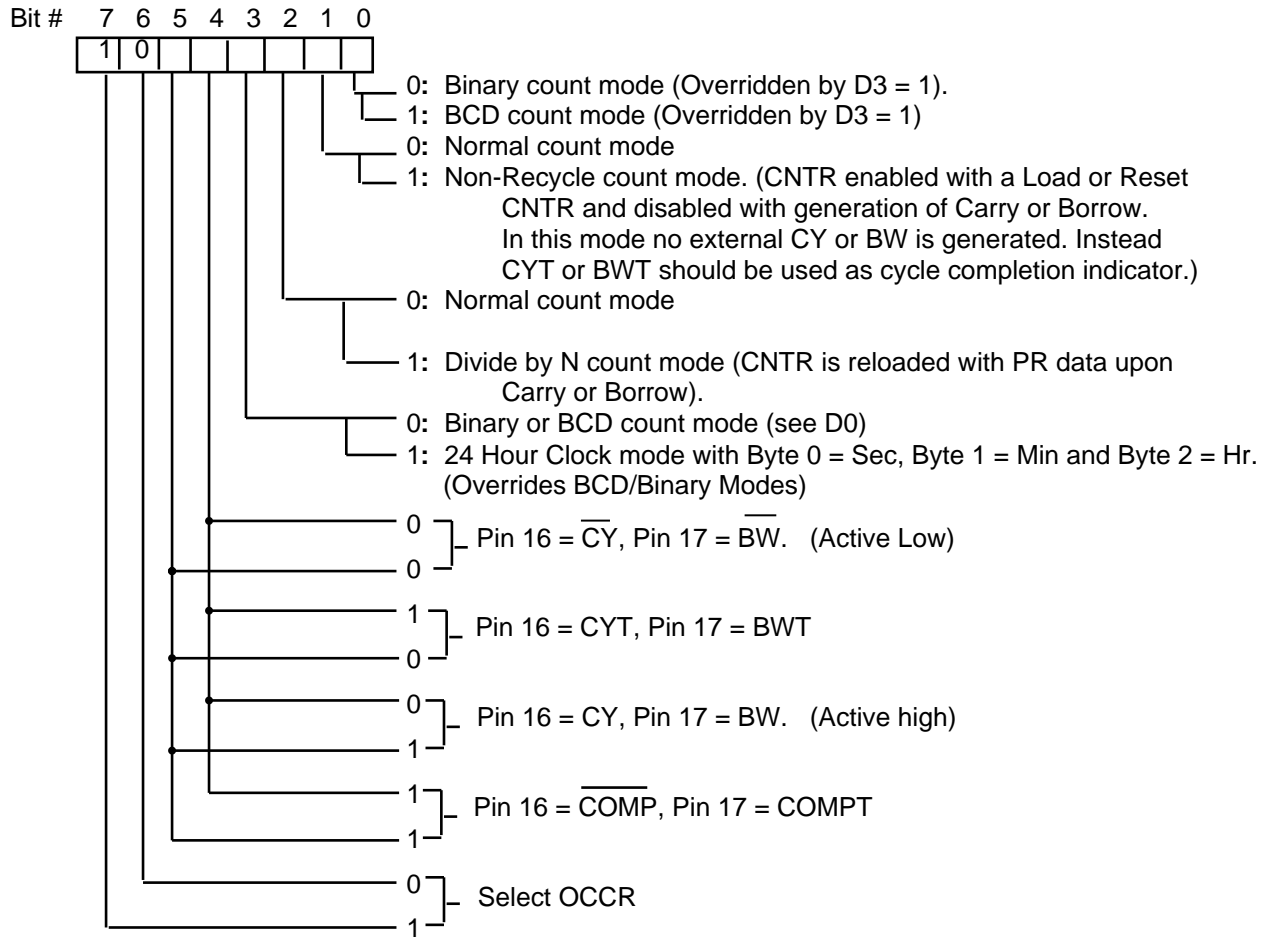 Bit # 7 6 5 4 3 2 1 0
1 0
0: Binary count mode (Overridden by D3 = 1).
1: BCD count mode (Overridden by D3 = 1)
0: Normal count mode
1: Non-Recycle count mode. (CNTR enabled with a Load or Reset
CNTR and disabled with generation of Carry or Borrow.
In this mode no external CY or BW is generated. Instead
CYT or BWT should be used as cycle completion indicator.)
0: Normal count mode
1: Divide by N count mode (CNTR is reloaded with PR data upon
Carry or Borrow).
0: Binary or BCD count mode (see D0)
1: 24 Hour Clock mode with Byte 0 = Sec, Byte 1 = Min and Byte 2 = Hr.
(Overrides BCD/Binary Modes)
0
Pin 16 = C̅Y̅, Pin 17 = B̅W̅. (Active Low)
0
1
Pin 16 = CYT, Pin 17 = BWT
0
0
Pin 16 = CY, Pin 17 = BW. (Active high)
1
1
Pin 16 = C̅O̅M̅P̅, Pin 17 = COMPT
1
0
Select OCCR
1